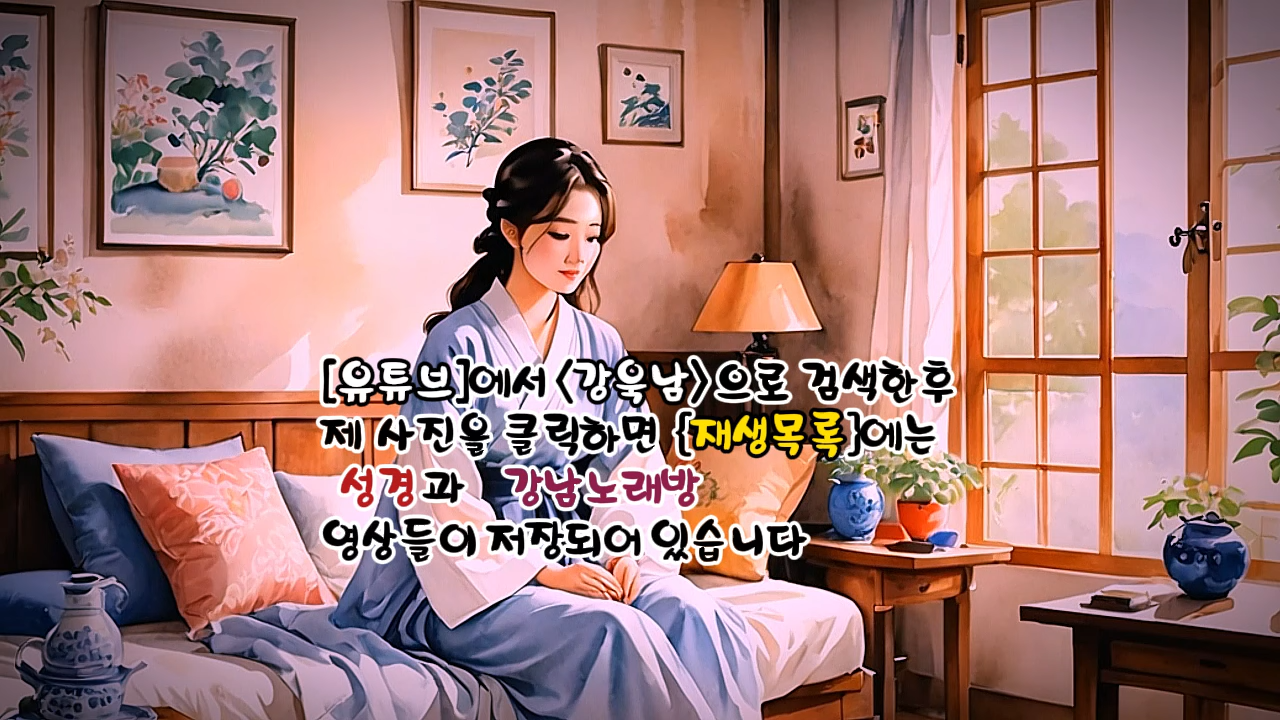 [유튜브]에서 <강욱남>으로 검색한후
제 사진을 클릭하면 {재생목록}에는
성경과 강남노래방
영상들이 저장되어 있습니다